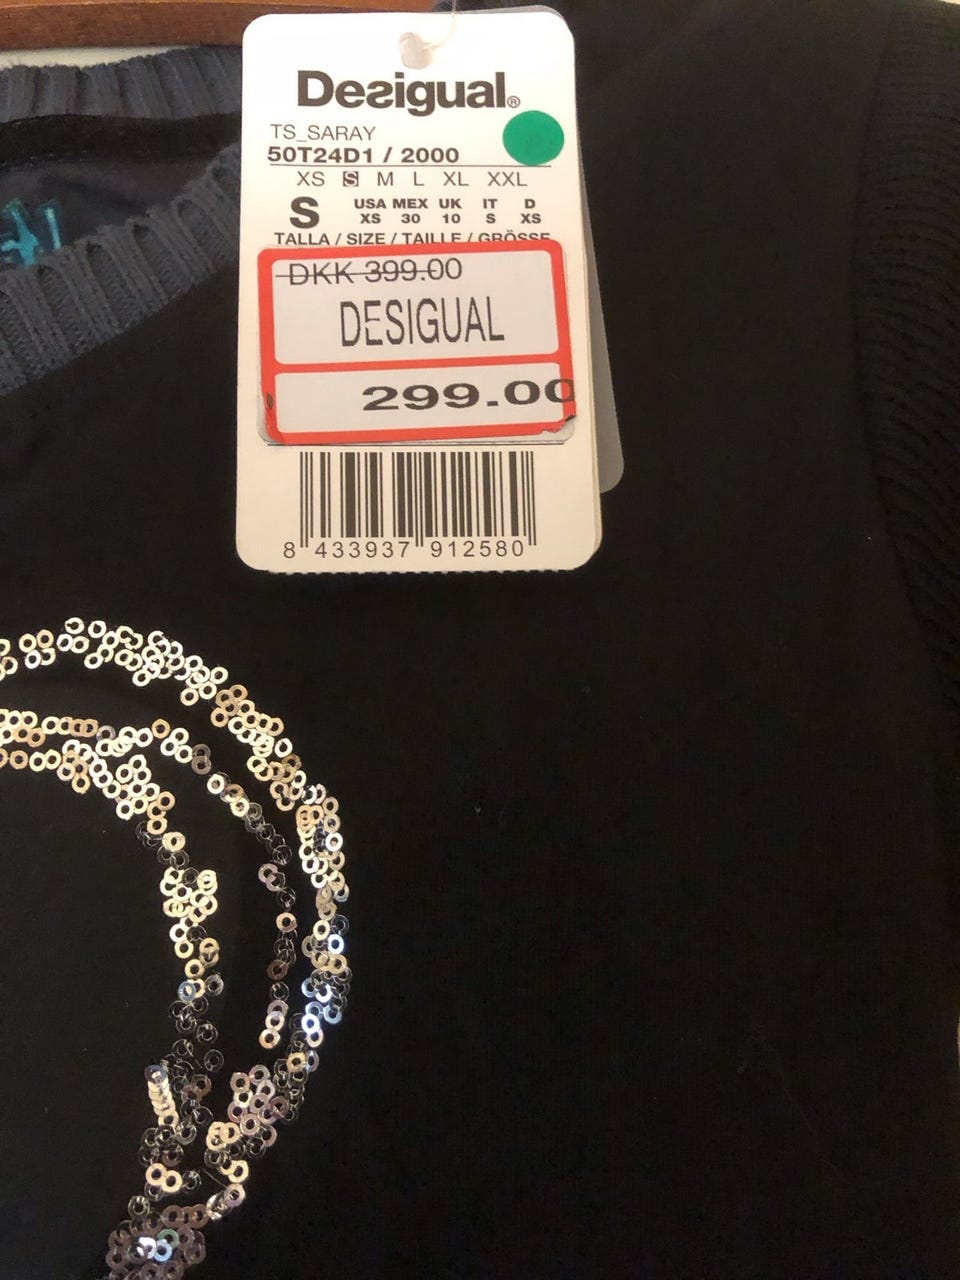 Desigual®
TS_SARAY
50T24D1 / 2000
XS S M L XL XXL
S
USA MEX UK IT D
XS 30 10 S XS
TALLA / SIZE / TAILLE / GRÖSSE
DKK 399.00
DESIGUAL
299.00
8 433937 912580